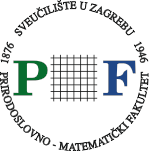 SVEUČILIŠTE U ZAGREBU
1876
1946
P F
PRIRODOSLOVNO - MATEMATIČKI FAKULTET